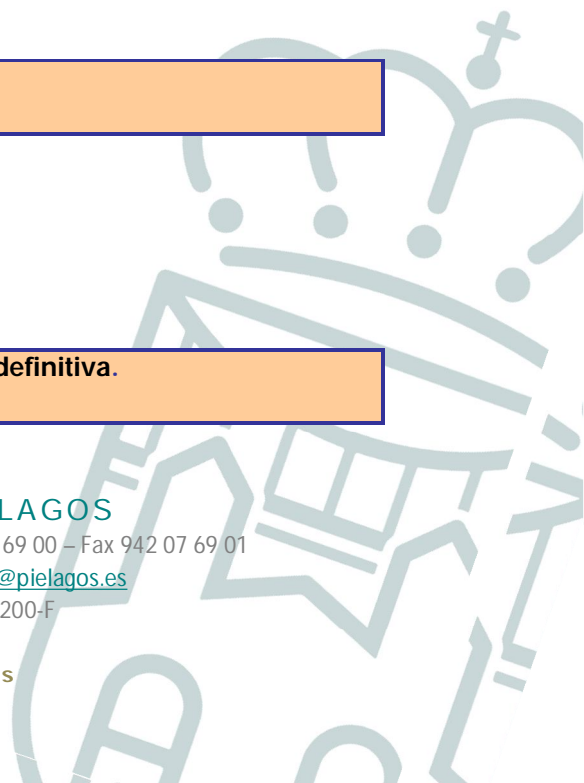 definitiva.
LAGOS
69 00 – Fax 942 07 69 01
@pielagos.es
200-F
s